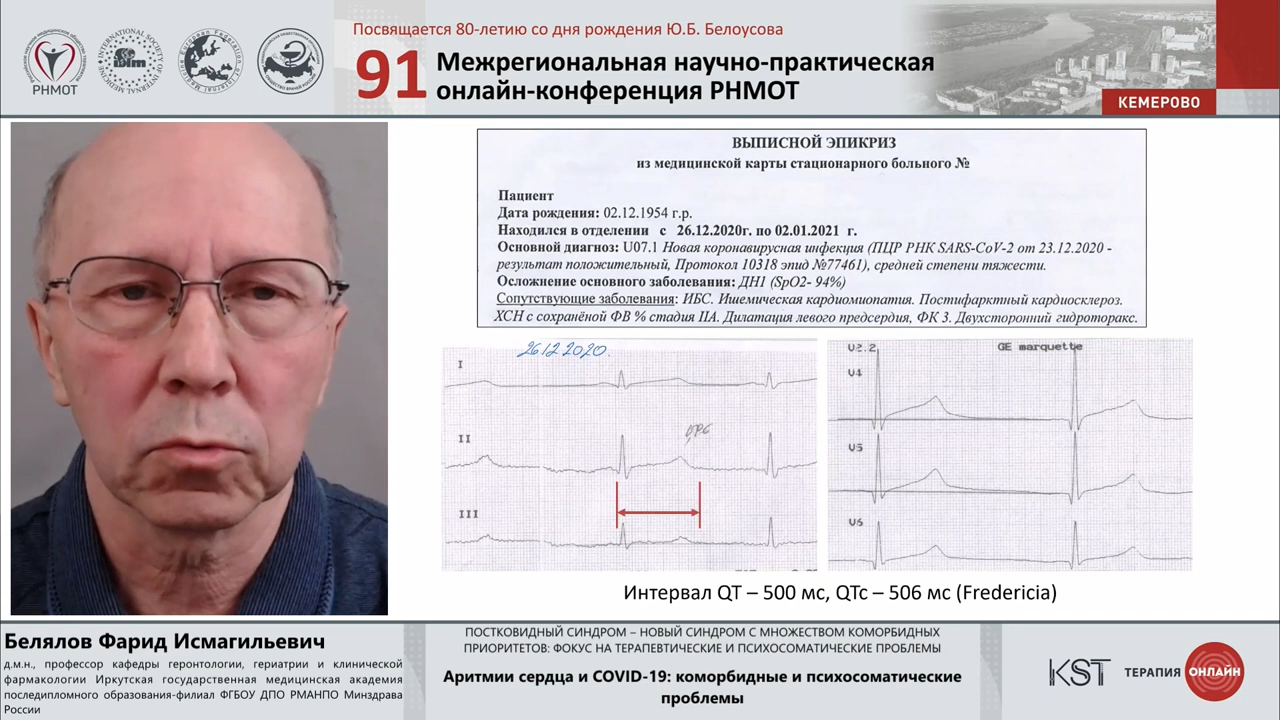 Посвящается 80-летию со дня рождения Ю.Б. Белоусова
91 Межрегиональная научно-практическая
онлайн-конференция РНМОТ
РНМОТ
КЕМЕРОВО
ВЫПИСНОЙ ЭПИКРИЗ
из медицинской карты стационарного больного №
Пациент
Дата рождения: 02.12.1954 г.р.
Находился в отделении с 26.12.2020г. по 02.01.2021 г.
Основной диагноз: U07.1 Новая коронавирусная инфекция (ПЦР РНК SARS-CoV-2 от 23.12.2020 -
результат положительный, Протокол 10318 эпид №77461), средней степени тяжести.
Осложнение основного заболевания: ДН1 (SpO2- 94%)
Сопутствующие заболевания: ИБС. Ишемическая кардиомиопатия. Постифарктный кардиосклероз.
ХСН с сохранёной ФВ % стадия IIА. Дилатация левого предсердия, ФК 3. Двухсторонний гидроторакс.
26.12.2020.
I
II
III
GE marquette
V4
V5
V6
Интервал QT – 500 мс, QTc – 506 мс (Fredericia)
Белялов Фарид Исмагильевич
д.м.н., профессор кафедры геронтологии, гериатрии и клинической
фармакологии Иркутская государственная медицинская академия
последипломного образования-филиал ФГБОУ ДПО РМАНПО Минздрава
России
ПОСТКОВИДНЫЙ СИНДРОМ – НОВЫЙ СИНДРОМ С МНОЖЕСТВОМ КОМОРБИДНЫХ
ПРИОРИТЕТОВ: ФОКУС НА ТЕРАПЕВТИЧЕСКИЕ И ПСИХОСОМАТИЧЕСКИЕ ПРОБЛЕМЫ
Аритмии сердца и COVID-19: коморбидные и психосоматические
проблемы
KST ТЕРАПИЯ ОНЛАЙН